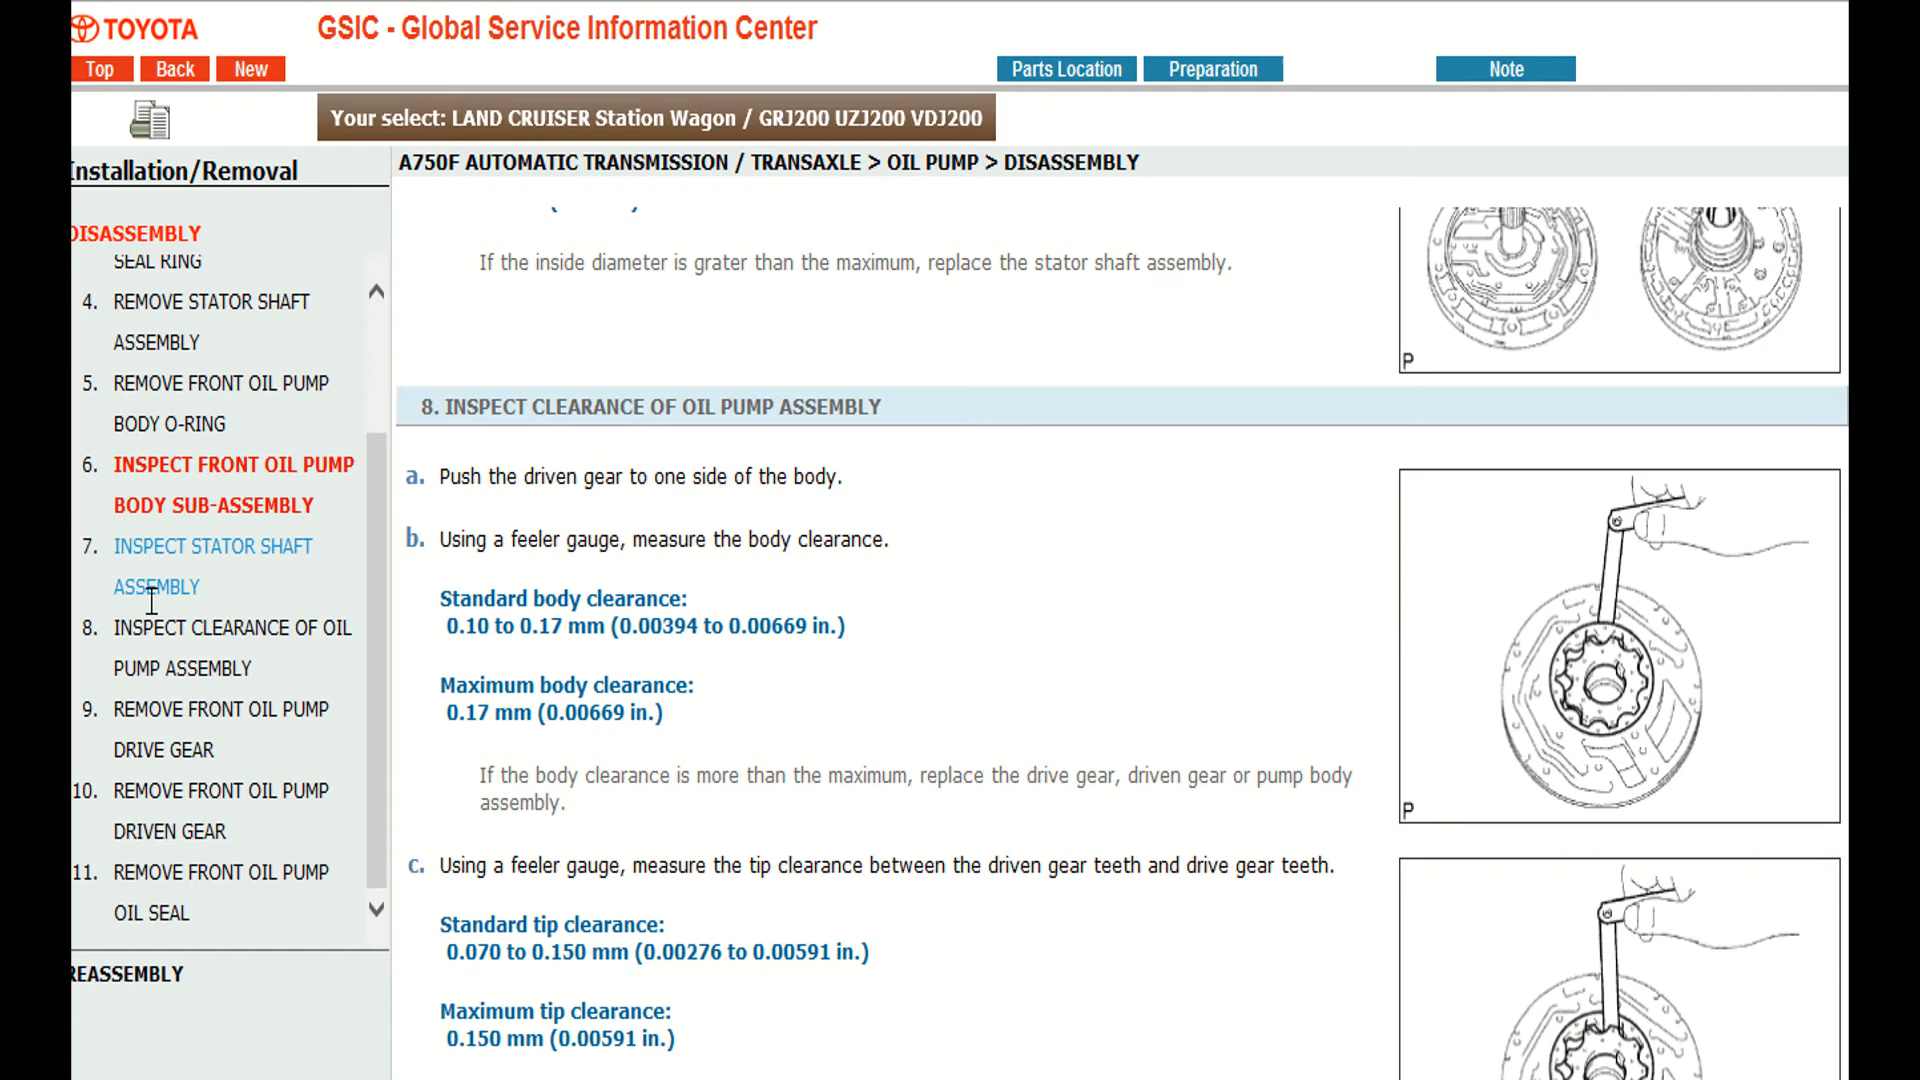 TOYOTA
GSIC - Global Service Information Center
Top
Back
New
Parts Location
Preparation
Note
Your select: LAND CRUISER Station Wagon / GRJ200 UZJ200 VDJ200
Installation/Removal
A750F AUTOMATIC TRANSMISSION / TRANSAXLE > OIL PUMP > DISASSEMBLY
DISASSEMBLY
SEAL RING
4. REMOVE STATOR SHAFT
ASSEMBLY
5. REMOVE FRONT OIL PUMP
BODY O-RING
6. INSPECT FRONT OIL PUMP
BODY SUB-ASSEMBLY
7. INSPECT STATOR SHAFT
ASSEMBLY
8. INSPECT CLEARANCE OF OIL
PUMP ASSEMBLY
9. REMOVE FRONT OIL PUMP
DRIVE GEAR
10. REMOVE FRONT OIL PUMP
DRIVEN GEAR
11. REMOVE FRONT OIL PUMP
OIL SEAL
REASSEMBLY
If the inside diameter is grater than the maximum, replace the stator shaft assembly.
P
8. INSPECT CLEARANCE OF OIL PUMP ASSEMBLY
a. Push the driven gear to one side of the body.
b. Using a feeler gauge, measure the body clearance.
Standard body clearance:
0.10 to 0.17 mm (0.00394 to 0.00669 in.)
Maximum body clearance:
0.17 mm (0.00669 in.)
If the body clearance is more than the maximum, replace the drive gear, driven gear or pump body
assembly.
P
c. Using a feeler gauge, measure the tip clearance between the driven gear teeth and drive gear teeth.
Standard tip clearance:
0.070 to 0.150 mm (0.00276 to 0.00591 in.)
Maximum tip clearance:
0.150 mm (0.00591 in.)